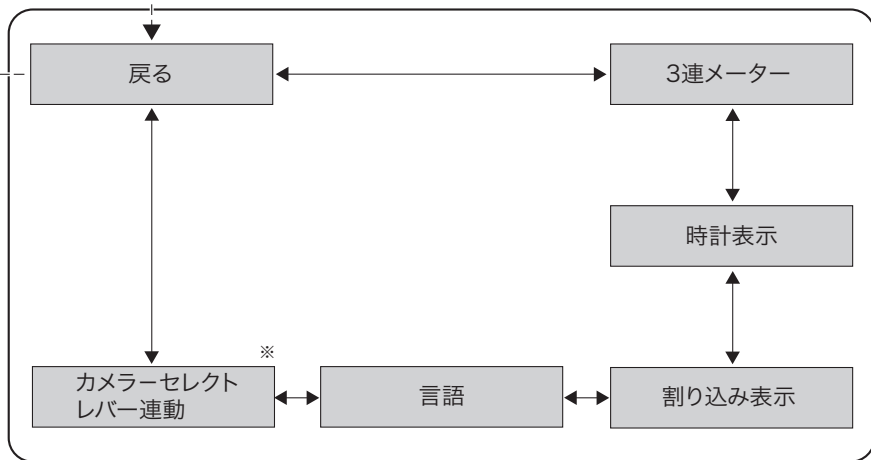 戻る
3連メーター
時計表示
※
カメラーセレクト
レバー連動
言語
割り込み表示